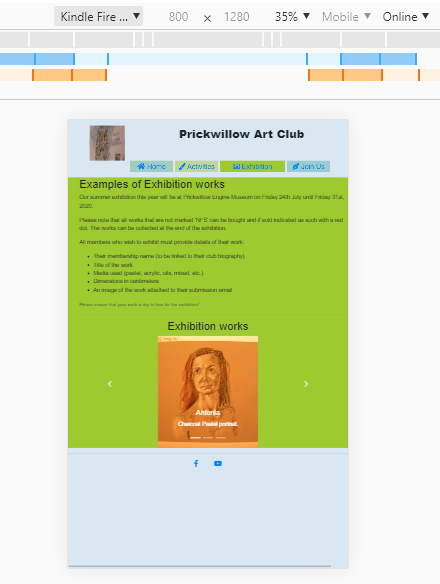 Kindle Fire ... ▼ 800 × 1280 35% ▼ Mobile ▼ Online ▼
Prickwillow Art Club
Home Activities Exhibition Join Us
Examples of Exhibition works
Our summer exhibition this year will be at Prickwillow Engine Museum on Friday 24th July until Friday 31st,
2020.
Please note that all works that are not marked 'NFS' can be bought and if sold indicated as such with a red
dot. The works can be collected at the end of the exhibition.
All members who wish to exhibit must provide details of their work:
• Their membership name (to be linked to their club biography)
• Title of the work
• Media used (pastel, acrylic, oils, mixed, etc.)
• Dimensions in centimeters
• An image of the work attached to their submission email
Please ensure that your work is dry in time for the exhibition!
Exhibition works
Antonia
Charcoal Pastel portrait.